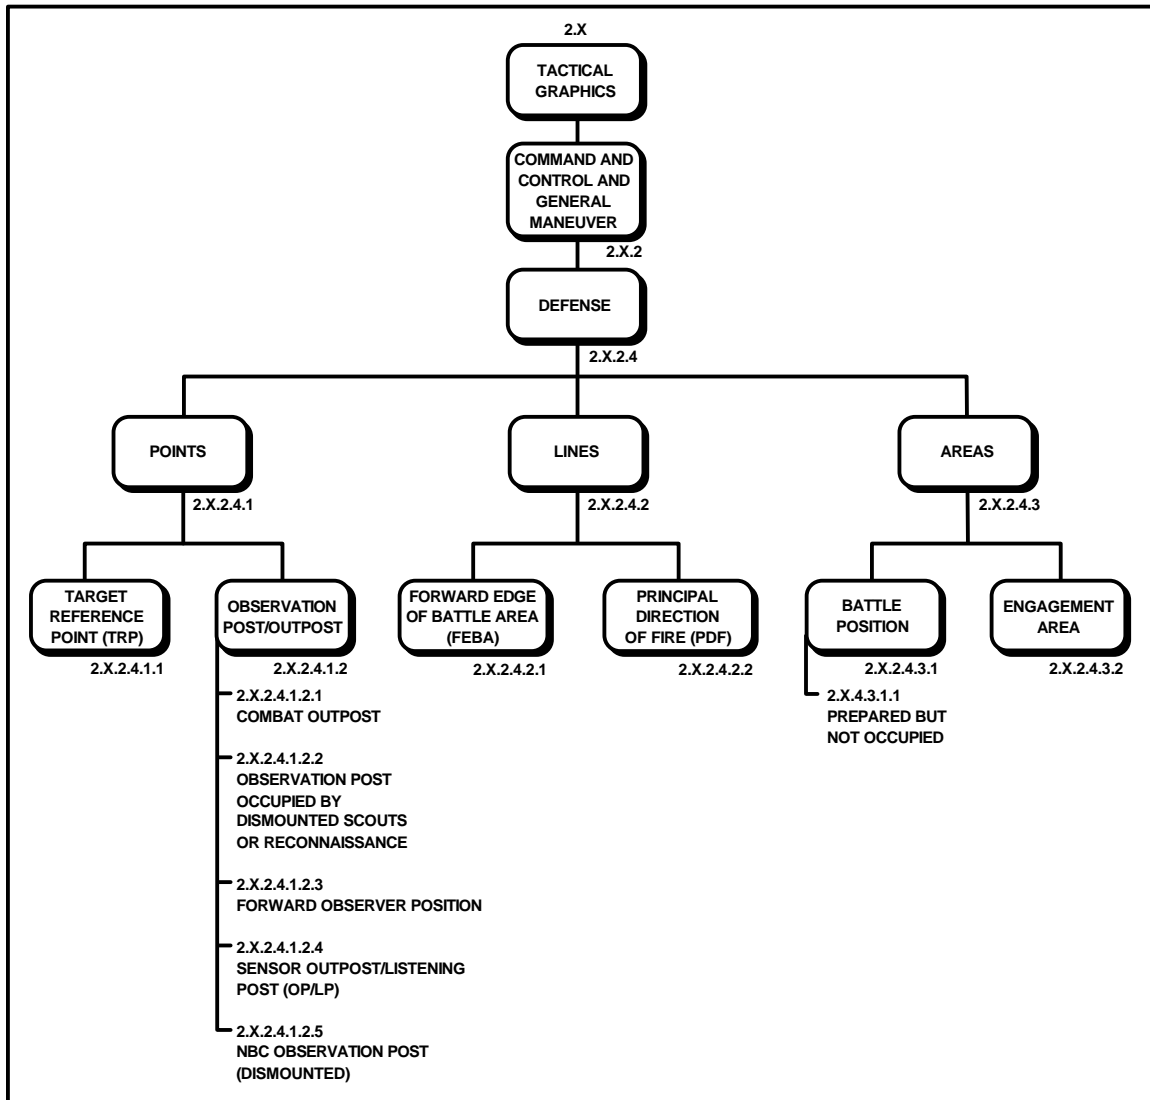 2.X
TACTICAL
GRAPHICS
COMMAND AND
CONTROL AND
GENERAL
MANEUVER
2.X.2
DEFENSE
2.X.2.4
POINTS
2.X.2.4.1
LINES
2.X.2.4.2
AREAS
2.X.2.4.3
TARGET
REFERENCE
POINT (TRP)
2.X.2.4.1.1
OBSERVATION
POST/OUTPOST
2.X.2.4.1.2
FORWARD EDGE
OF BATTLE AREA
(FEBA)
2.X.2.4.2.1
PRINCIPAL
DIRECTION
OF FIRE (PDF)
2.X.2.4.2.2
BATTLE
POSITION
2.X.2.4.3.1
ENGAGEMENT
AREA
2.X.2.4.3.2
2.X.2.4.1.2.1
COMBAT OUTPOST
2.X.2.4.1.2.2
OBSERVATION POST
OCCUPIED BY
DISMOUNTED SCOUTS
OR RECONNAISSANCE
2.X.2.4.1.2.3
FORWARD OBSERVER POSITION
2.X.2.4.1.2.4
SENSOR OUTPOST/LISTENING
POST (OP/LP)
2.X.2.4.1.2.5
NBC OBSERVATION POST
(DISMOUNTED)
2.X.4.3.1.1
PREPARED BUT
NOT OCCUPIED